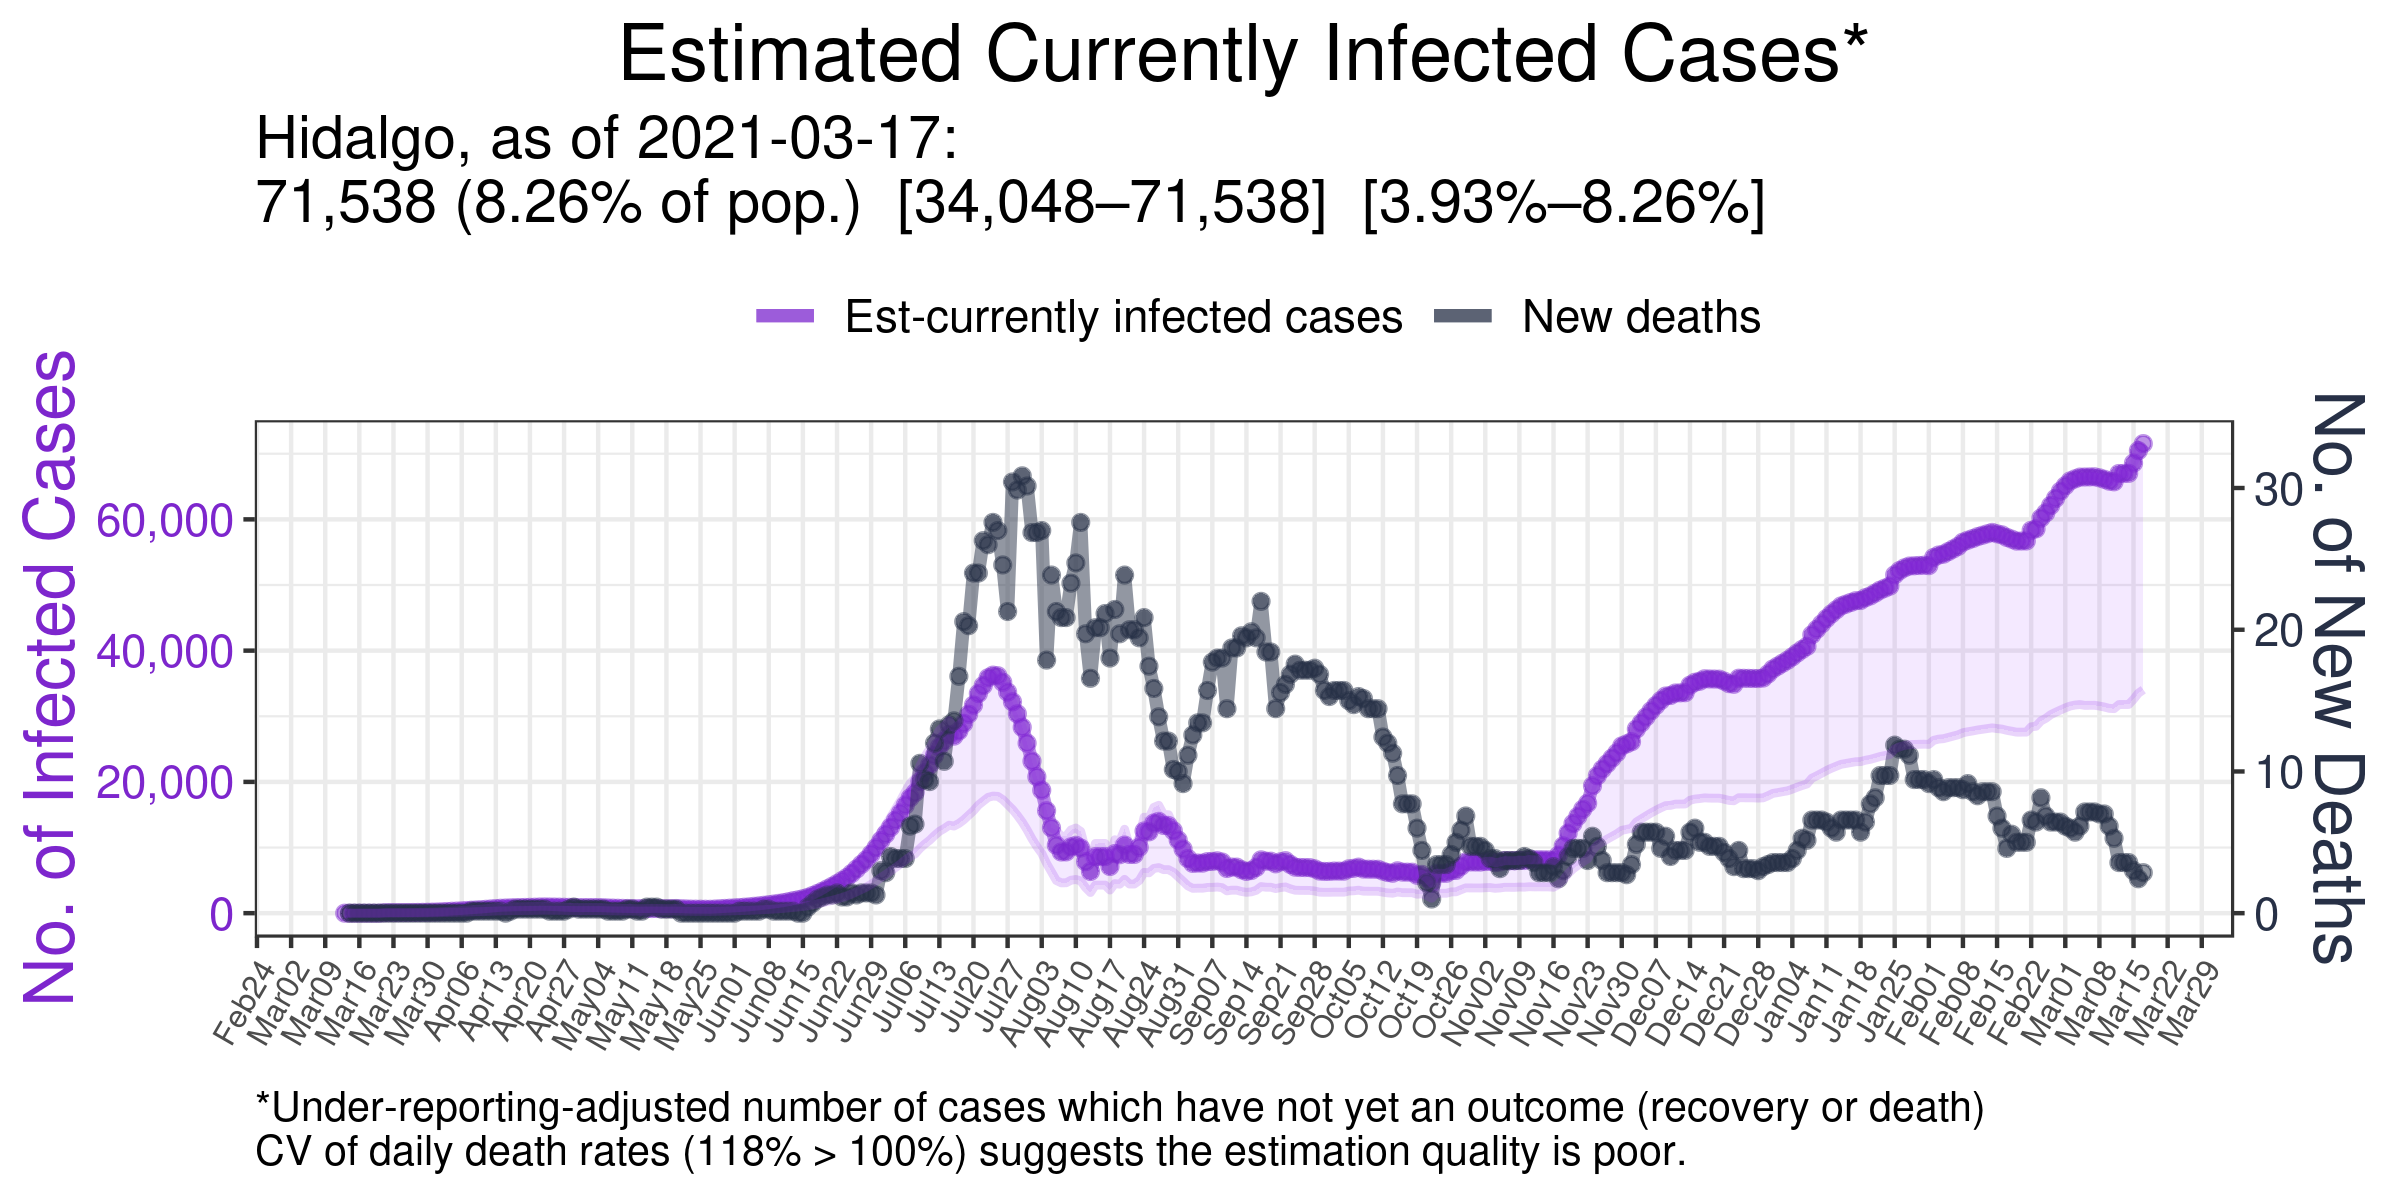 Estimated Currently Infected Cases*
Hidalgo, as of 2021-03-17:
71,538 (8.26% of pop.)  [34,048–71,538]  [3.93%–8.26%]
Est-currently infected cases
New deaths
No. of Infected Cases
60,000
40,000
20,000
0
30
20
10
0
No. of New Deaths
Feb24
Mar02
Mar09
Mar16
Mar23
Mar30
Apr06
Apr13
Apr20
Apr27
May04
May11
May18
May25
Jun01
Jun08
Jun15
Jun22
Jun29
Jul06
Jul13
Jul20
Jul27
Aug03
Aug10
Aug17
Aug24
Aug31
Sep07
Sep14
Sep21
Sep28
Oct05
Oct12
Oct19
Oct26
Nov02
Nov09
Nov16
Nov23
Nov30
Dec07
Dec14
Dec21
Dec28
Jan04
Jan11
Jan18
Jan25
Feb01
Feb08
Feb15
Feb22
Mar01
Mar08
Mar15
Mar22
Mar29
*Under-reporting-adjusted number of cases which have not yet an outcome (recovery or death)
CV of daily death rates (118% > 100%) suggests the estimation quality is poor.